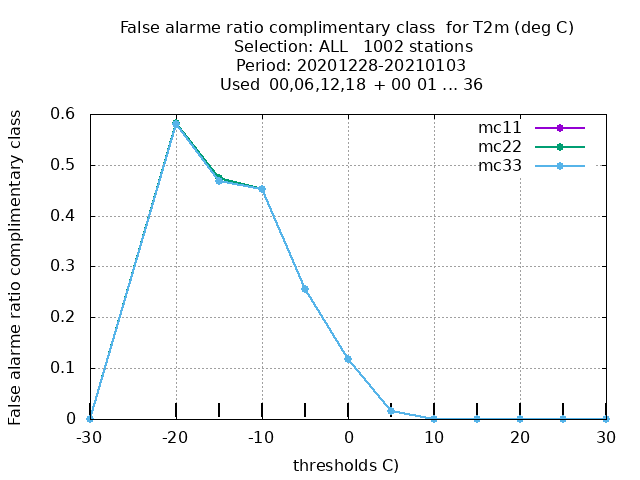 False alarme ratio complimentary class  for T2m (deg C)
Selection: ALL   1002 stations
Period: 20201228-20210103
Used  00,06,12,18  + 00 01 ... 36
False alarme ratio complimentary class
0.6
0.5
0.4
0.3
0.2
0.1
0
mc11
mc22
mc33
-30 -20 -10 0 10 20 30
thresholds C)